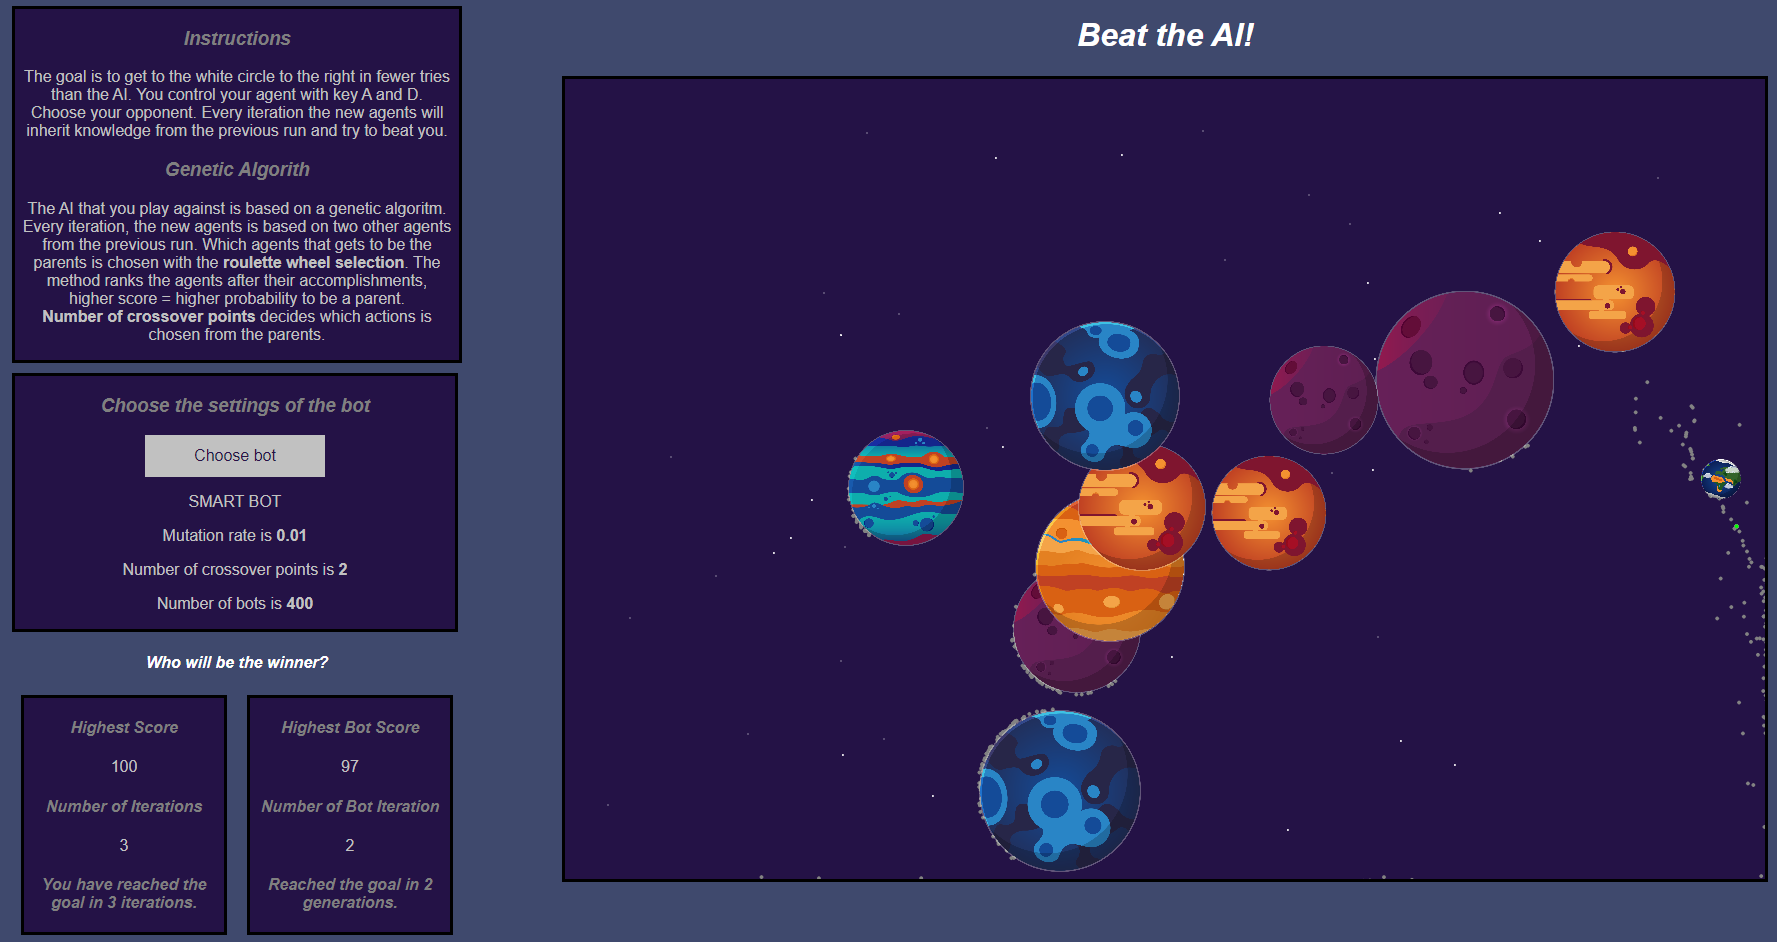 Instructions
The goal is to get to the white circle to the right in fewer tries
than the AI. You control your agent with key A and D.
Choose your opponent. Every iteration the new agents will
inherit knowledge from the previous run and try to beat you.
Genetic Algorith
The AI that you play against is based on a genetic algoritm.
Every iteration, the new agents is based on two other agents
from the previous run. Which agents that gets to be the
parents is chosen with the roulette wheel selection. The
method ranks the agents after their accomplishments,
higher score = higher probability to be a parent.
Number of crossover points decides which actions is
chosen from the parents.
Choose the settings of the bot
Choose bot
SMART BOT
Mutation rate is 0.01
Number of crossover points is 2
Number of bots is 400
Who will be the winner?
Highest Score
100
Number of Iterations
3
You have reached the
goal in 3 iterations.
Highest Bot Score
97
Number of Bot Iteration
2
Reached the goal in 2
generations.
Beat the AI!